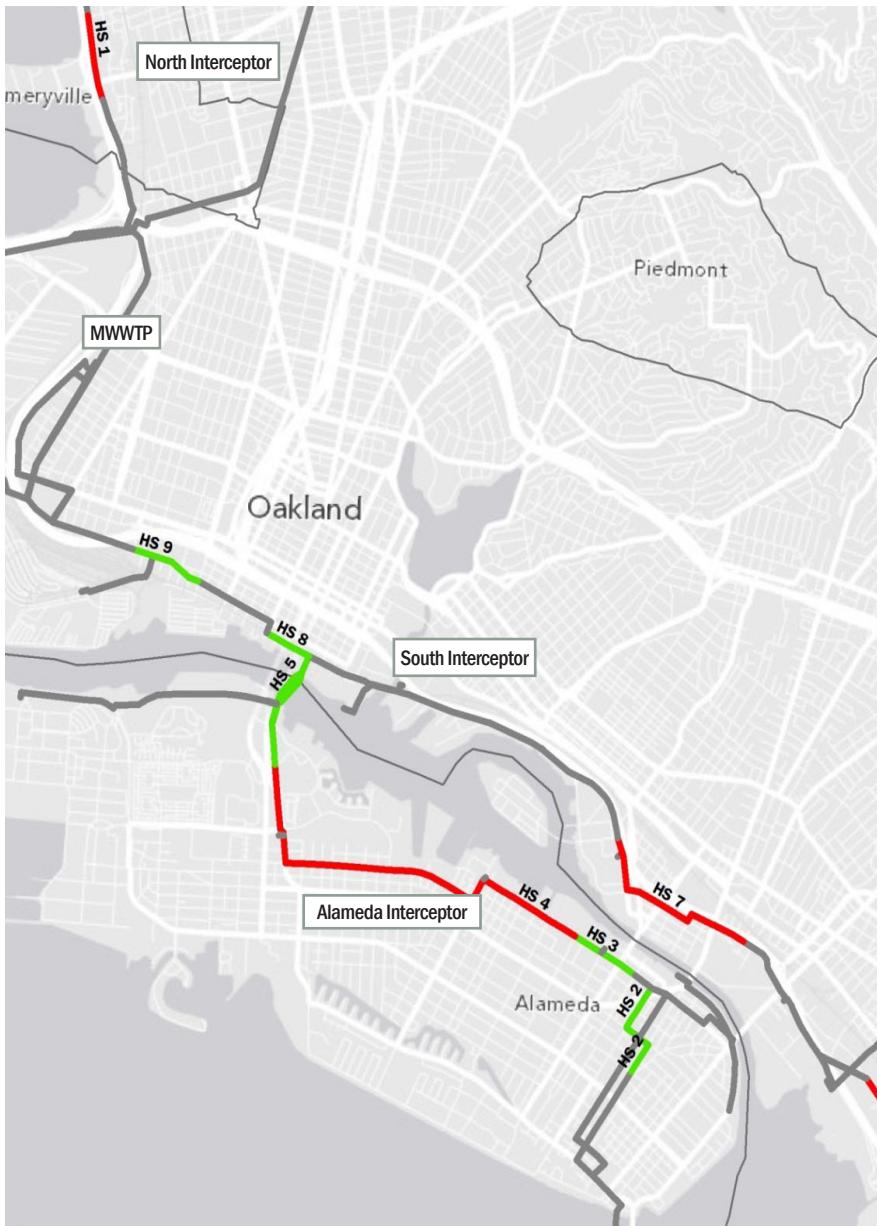 HS 1
North Interceptor
meryville
Piedmont
MWWTP
Oakland
HS 9
HS 8
South Interceptor
HS 5
HS 7
HS 4
Alameda Interceptor
HS 3
Alameda
HS 2
HS 2